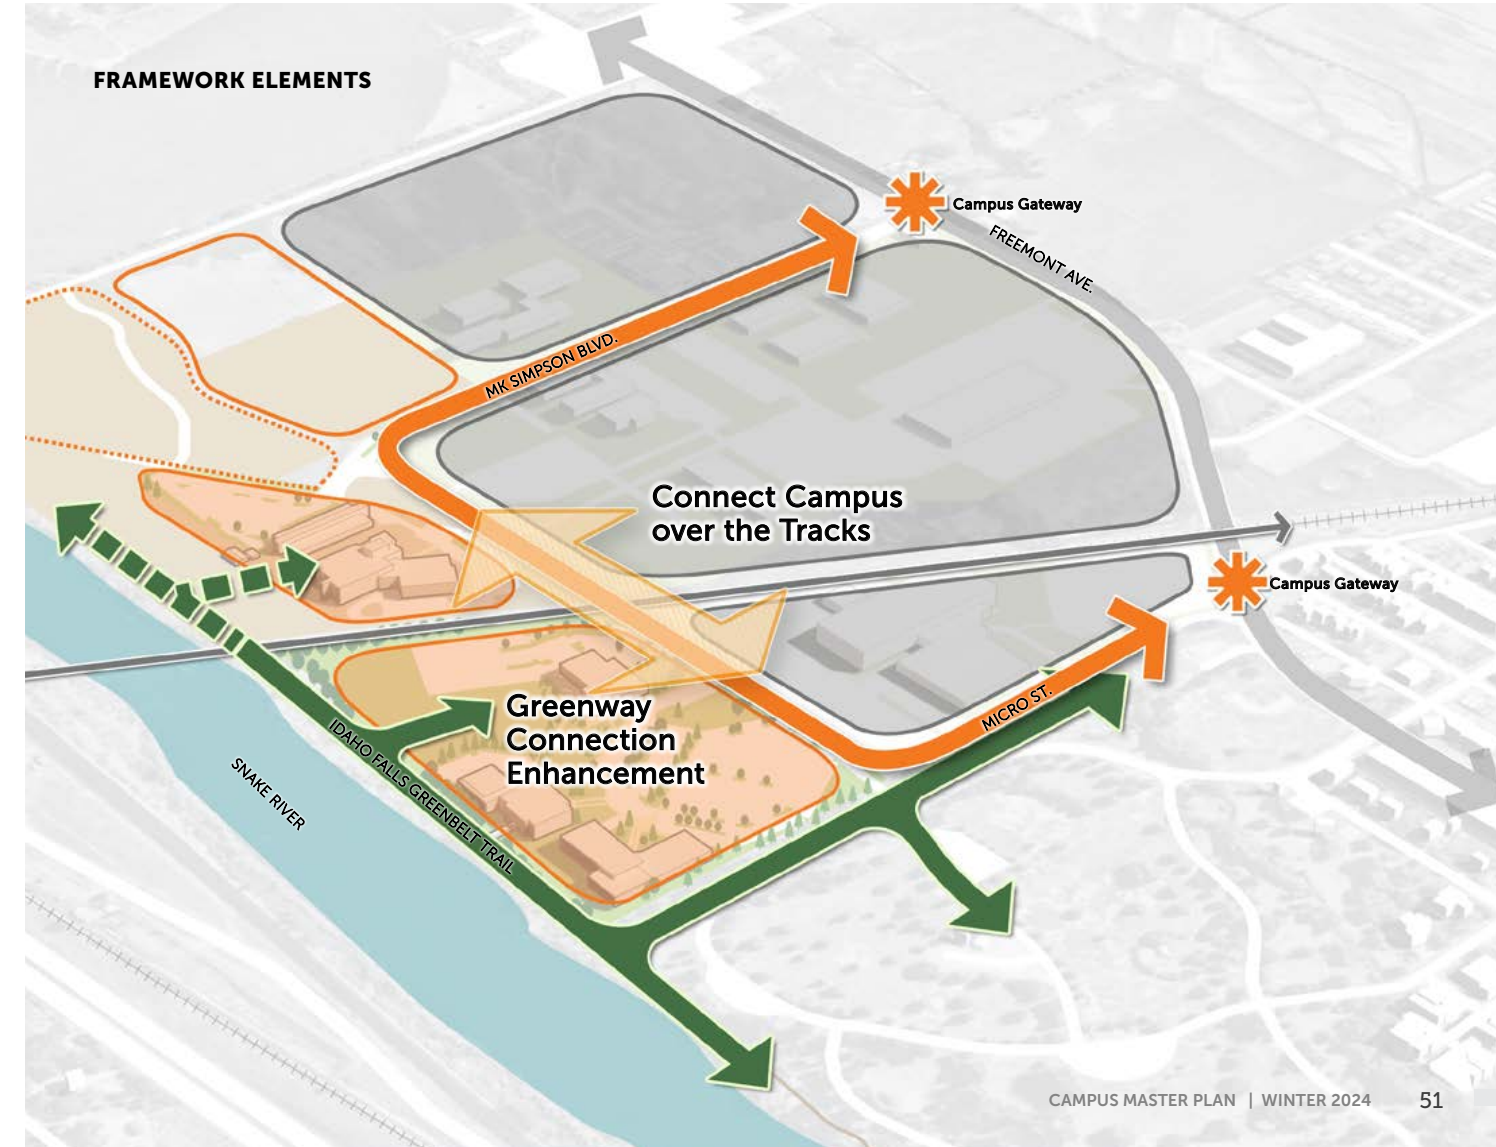 FRAMEWORK ELEMENTS
Campus Gateway
FREEMONT AVE.
MK SIMPSON BLVD.
Connect Campus
over the Tracks
Campus Gateway
Greenway
Connection
Enhancement
MICRO ST.
IDAHO FALLS GREENBELT TRAIL
SNAKE RIVER
CAMPUS MASTER PLAN | WINTER 2024 51